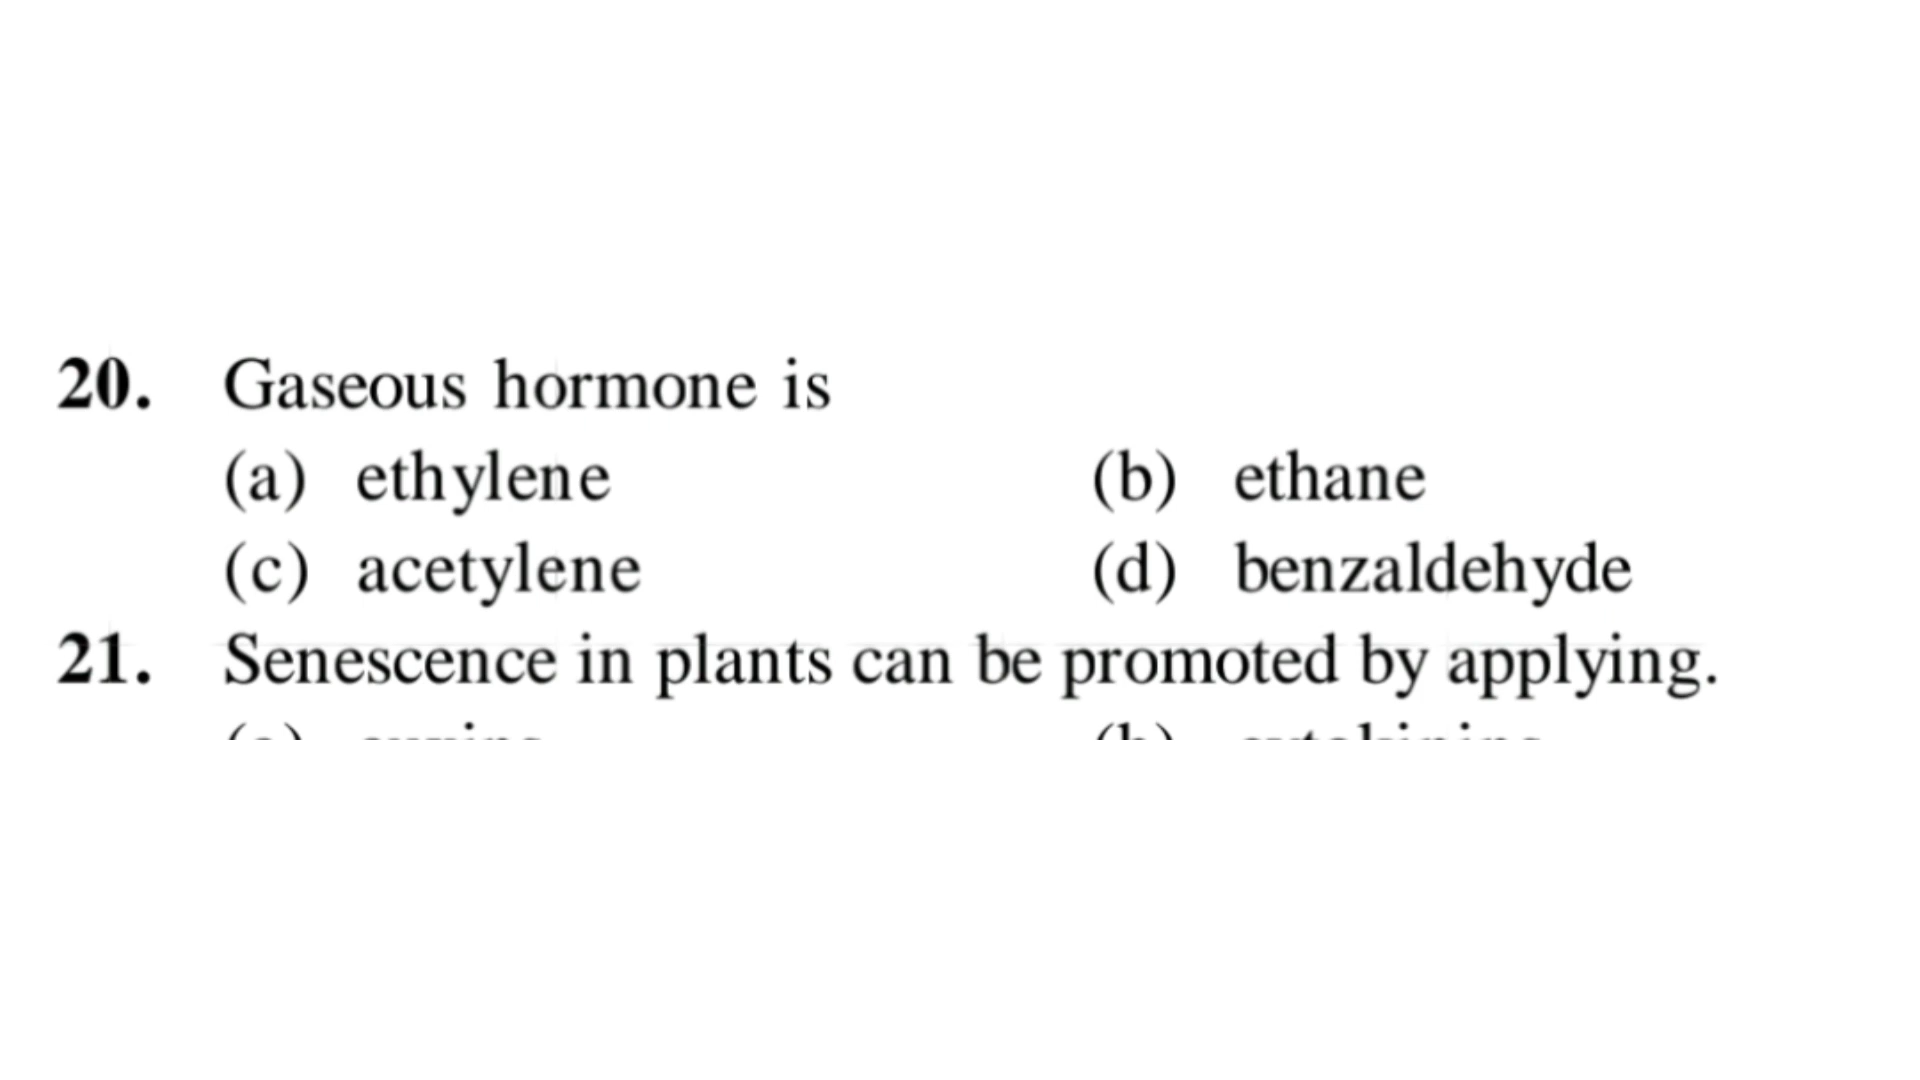 20. Gaseous hormone is
(a) ethylene (b) ethane
(c) acetylene (d) benzaldehyde
21. Senescence in plants can be promoted by applying.